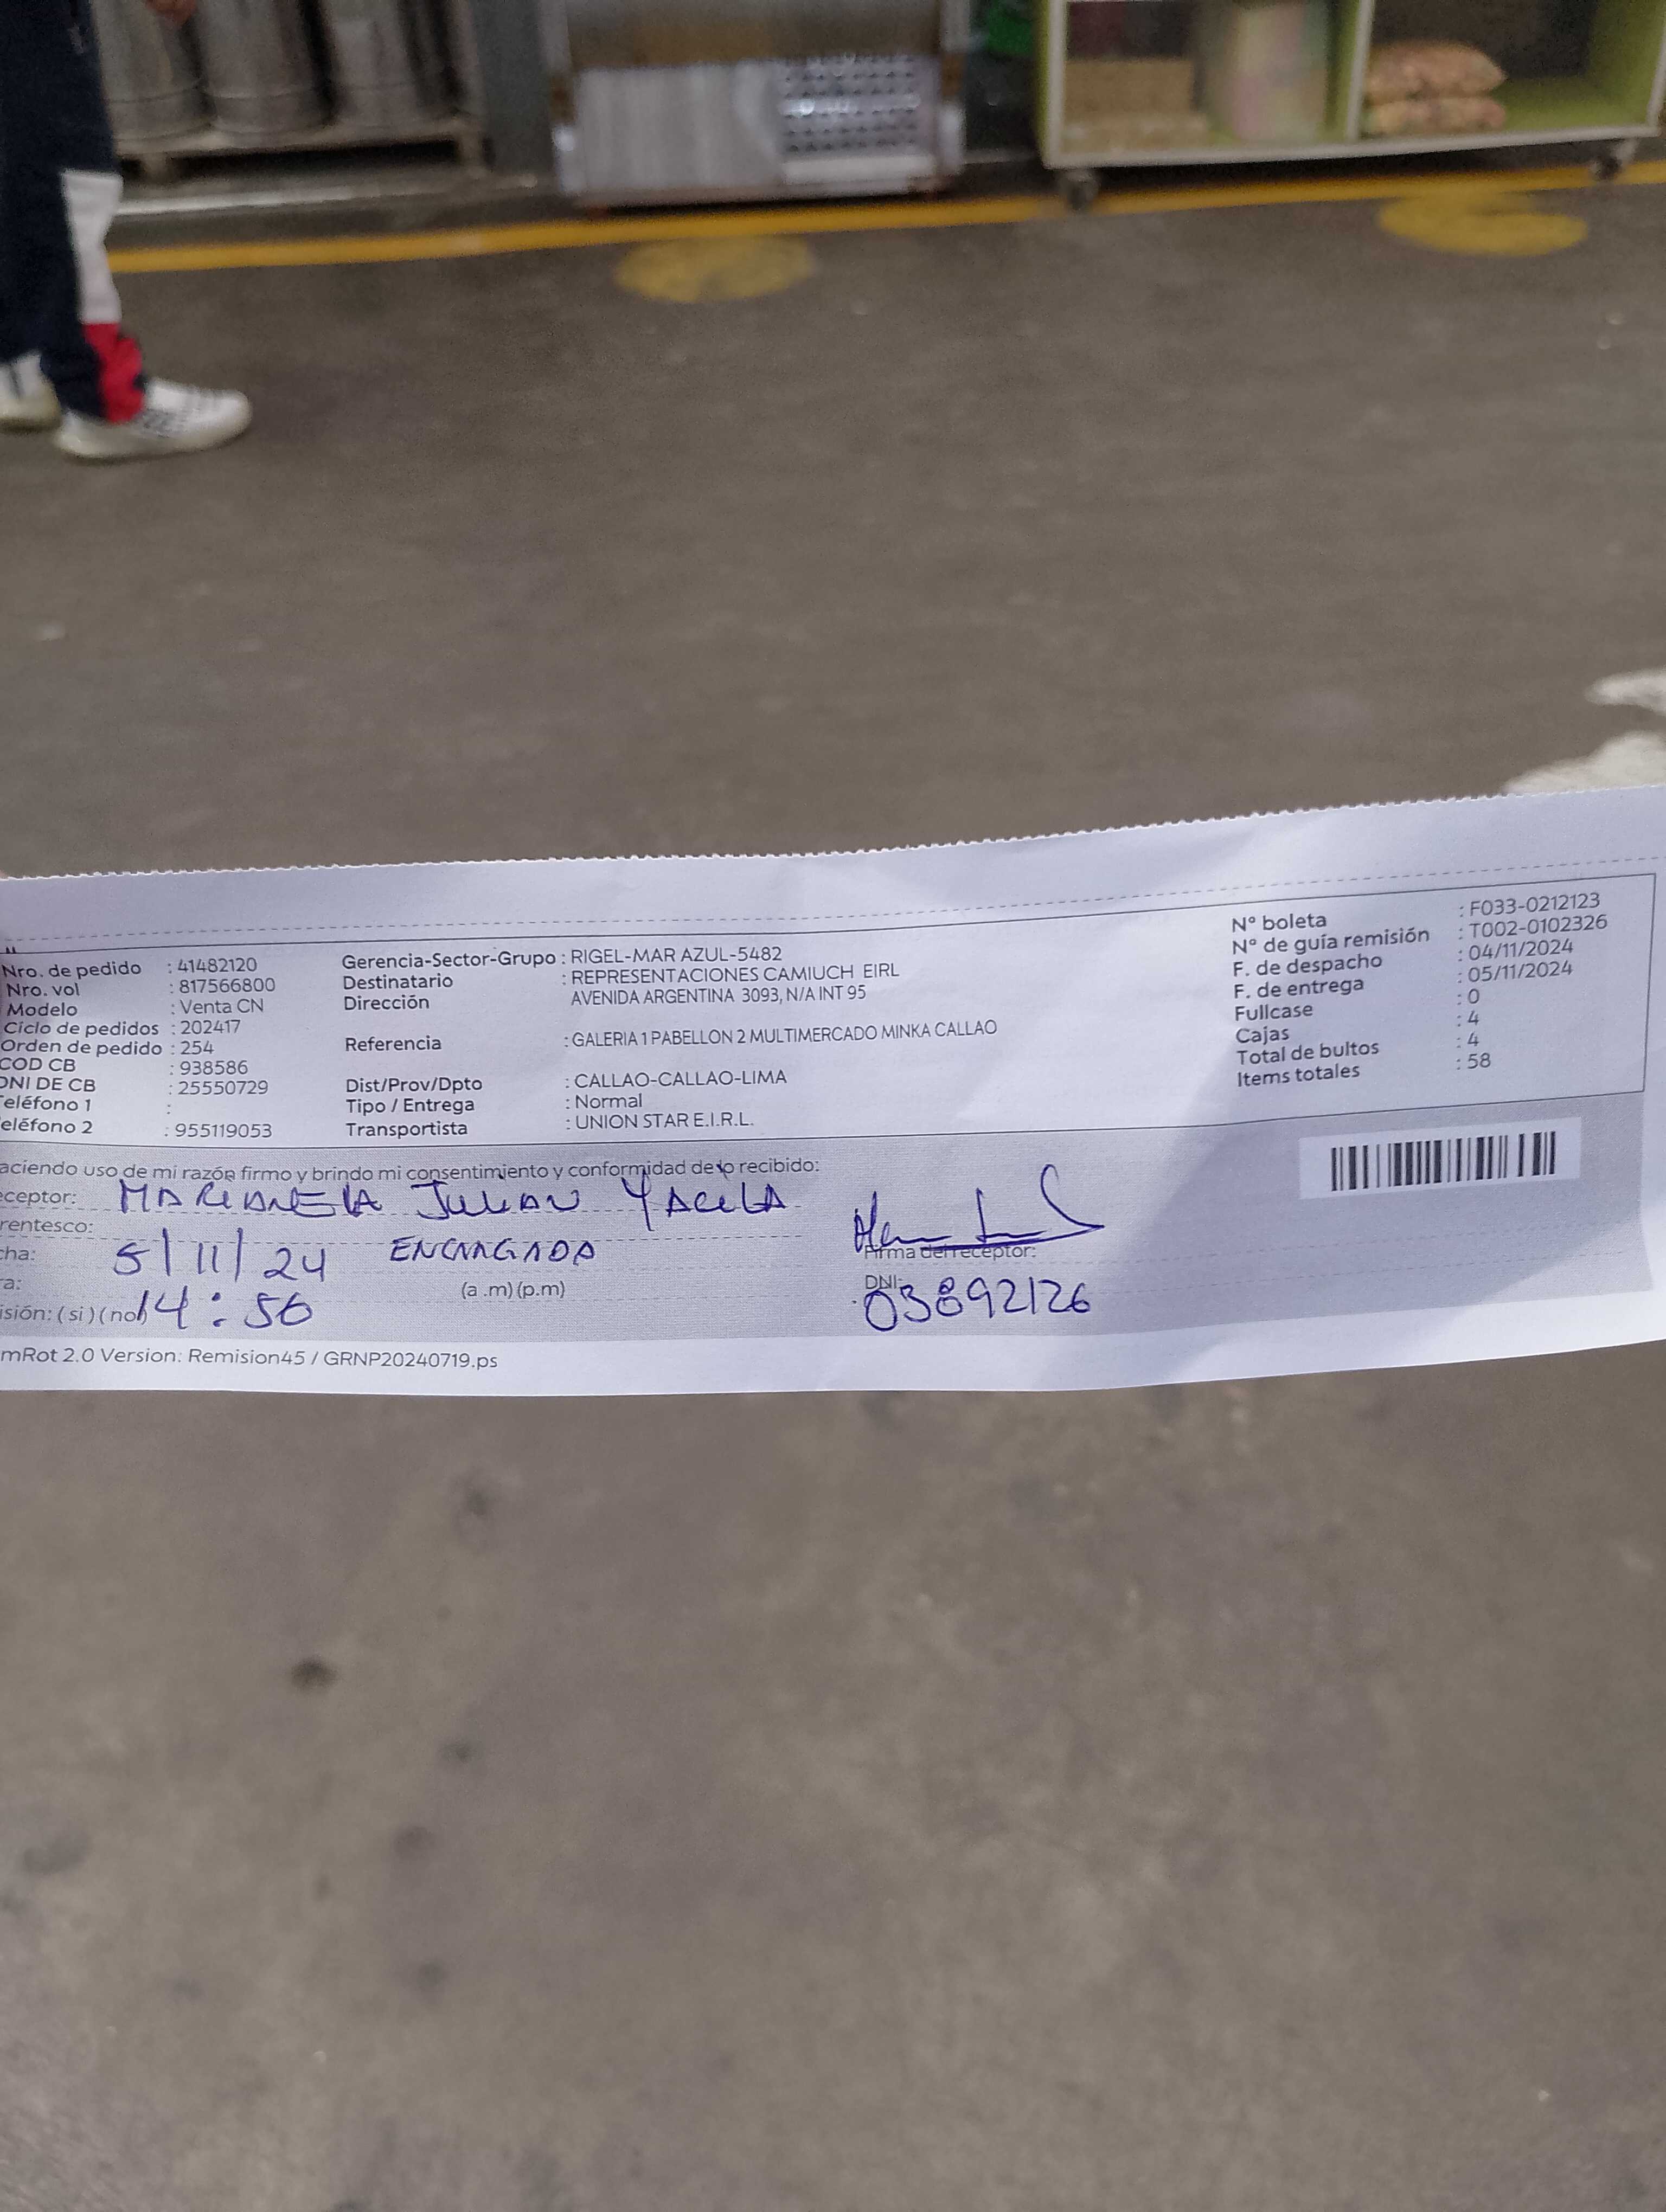 Nro. de pedido : 41482120
Nro. vol : 817566800
Modelo : Venta CN
Ciclo de pedidos : 202417
Orden de pedido : 254
COD CB : 938586
DNI DE CB : 25550729
Teléfono 1 :
eléfono 2 : 955119053
Gerencia-Sector-Grupo : RIGEL-MAR AZUL-5482
Destinatario : REPRESENTACIONES CAMIUCH EIRL
Dirección AVENIDA ARGENTINA 3093, N/A INT 95
Referencia : GALERIA 1 PABELLON 2 MULTIMERCADO MINKA CALLAO
Dist/Prov/Dpto : CALLAO-CALLAO-LIMA
Tipo / Entrega : Normal
Transportista : UNION STAR E.I.R.L.
N° boleta : F033-0212123
N° de guía remisión : T002-0102326
F. de despacho : 04/11/2024
F. de entrega : 05/11/2024
Fullcase : 0
Cajas : 4
Total de bultos : 4
Items totales : 58
aciendo uso de mi razón firmo y brindo mi consentimiento y conformidad de lo recibido:
eceptor: MARIANELA JULIAN YACILA
rentesco:
cha: 5/11/24 ENCARGADA
ra: (a .m) (p.m)
isión: ( si ) ( no) 14:56
Firma del receptor:
DNI: 03892126
mRot 2.0 Version: Remision45 / GRNP20240719.ps